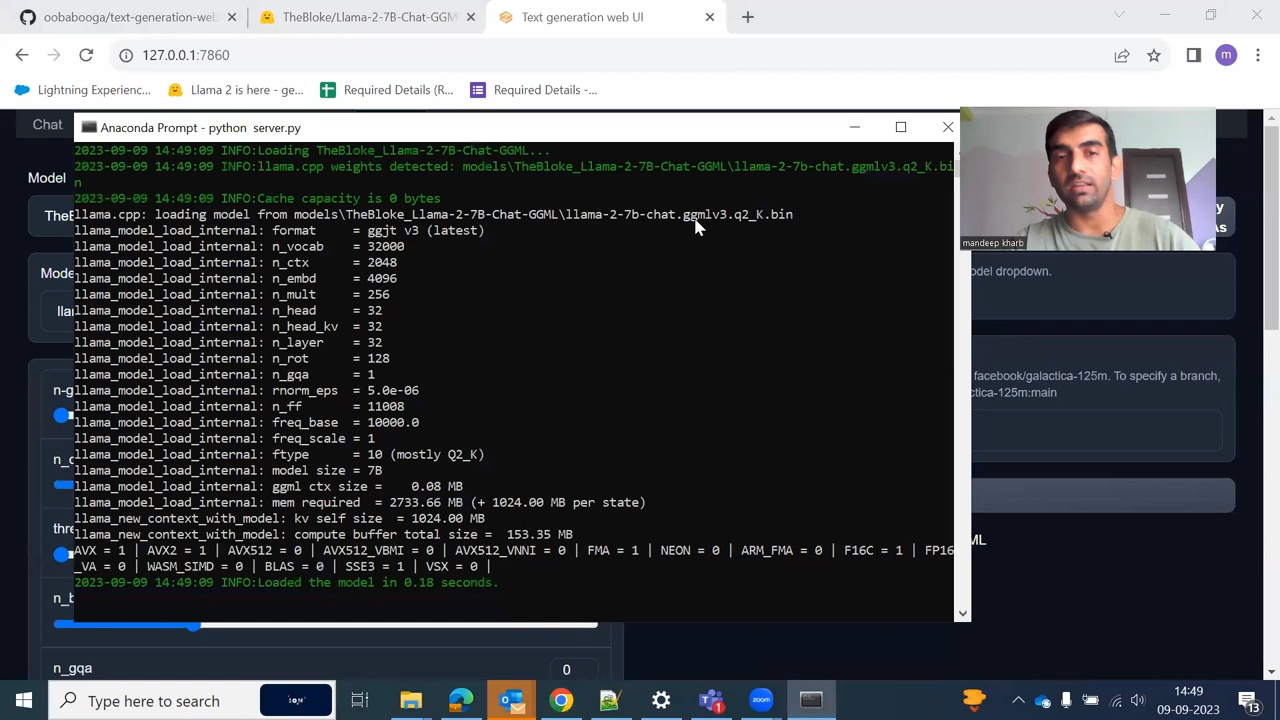 oobabooga/text-generation-web
TheBloke/Llama-2-7B-Chat-GGM
Text generation web UI
127.0.0.1:7860
m
Lightning Experienc...
Llama 2 is here - ge...
Required Details (R...
Required Details -...
Chat
Anaconda Prompt - python  server.py
2023-09-09 14:49:09 INFO:Loading TheBloke_Llama-2-7B-Chat-GGML...
2023-09-09 14:49:09 INFO:llama.cpp weights detected: models\TheBloke_Llama-2-7B-Chat-GGML\llama-2-7b-chat.ggmlv3.q2_K.bi
n
2023-09-09 14:49:09 INFO:Cache capacity is 0 bytes
llama.cpp: loading model from models\TheBloke_Llama-2-7B-Chat-GGML\llama-2-7b-chat.ggmlv3.q2_K.bin
llama_model_load_internal: format     = ggjt v3 (latest)
llama_model_load_internal: n_vocab    = 32000
llama_model_load_internal: n_ctx      = 2048
llama_model_load_internal: n_embd     = 4096
llama_model_load_internal: n_mult     = 256
llama_model_load_internal: n_head     = 32
llama_model_load_internal: n_head_kv  = 32
llama_model_load_internal: n_layer    = 32
llama_model_load_internal: n_rot      = 128
llama_model_load_internal: n_gqa      = 1
llama_model_load_internal: rnorm_eps  = 5.0e-06
llama_model_load_internal: n_ff       = 11008
llama_model_load_internal: freq_base  = 10000.0
llama_model_load_internal: freq_scale = 1
llama_model_load_internal: ftype      = 10 (mostly Q2_K)
llama_model_load_internal: model size = 7B
llama_model_load_internal: ggml ctx size =    0.08 MB
llama_model_load_internal: mem required  = 2733.66 MB (+ 1024.00 MB per state)
llama_new_context_with_model: kv self size  = 1024.00 MB
llama_new_context_with_model: compute buffer total size =  153.35 MB
AVX = 1 | AVX2 = 1 | AVX512 = 0 | AVX512_VBMI = 0 | AVX512_VNNI = 0 | FMA = 1 | NEON = 0 | ARM_FMA = 0 | F16C = 1 | FP16
_VA = 0 | WASM_SIMD = 0 | BLAS = 0 | SSE3 = 1 | VSX = 0 |
2023-09-09 14:49:09 INFO:Loaded the model in 0.18 seconds.
mandeep kharb
Model
TheB
Mode
llar
n-g
n_c
thre
n_b
n_gqa
0
y
As
odel dropdown.
facebook/galactica-125m. To specify a branch,
ctica-125m:main
ML
Type here to search
14:49
09-09-2023
13